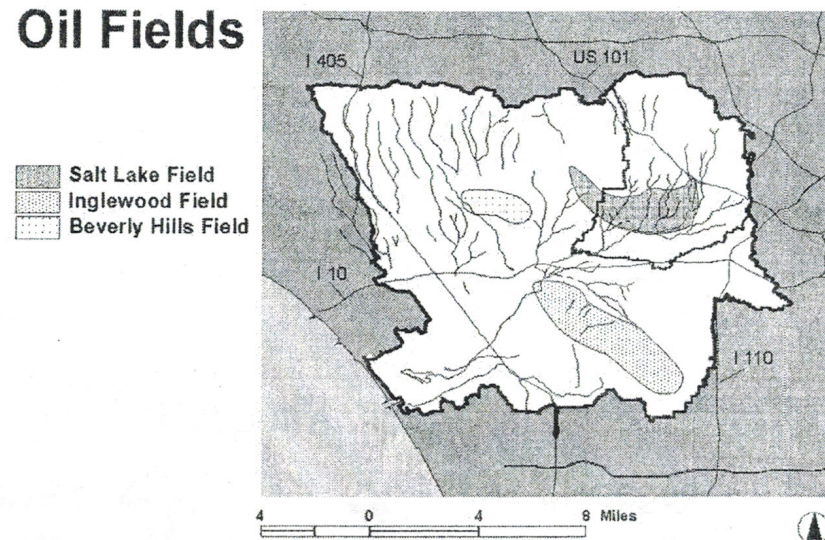 Oil Fields
Salt Lake Field
Inglewood Field
Beverly Hills Field
I 405
US 101
I 10
I 110
4 0 4 8 Miles